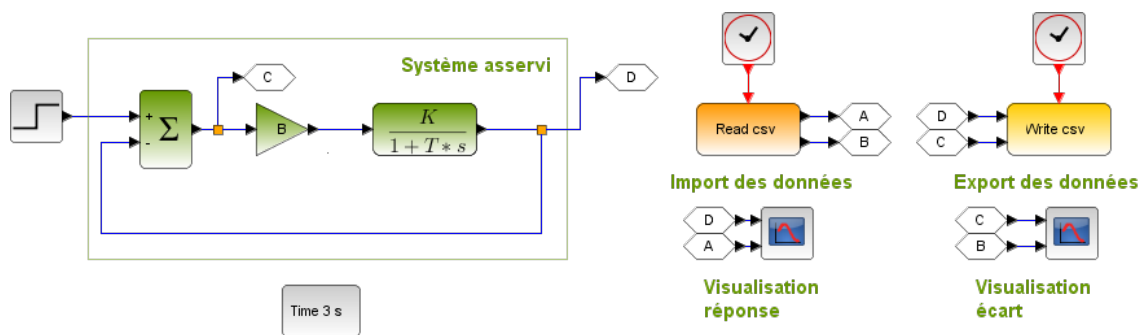 Système asservi
C
D
+
-
Σ
B
K
1 + T * s
Time 3 s
Read csv
A
B
Import des données
D
A
Visualisation
réponse
D
C
Write csv
Export des données
C
B
Visualisation
écart